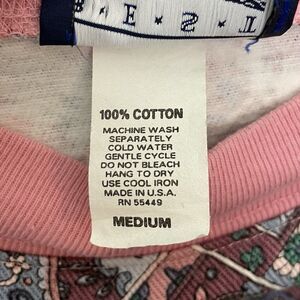 B E S T
100% COTTON
MACHINE WASH
SEPARATELY
COLD WATER
GENTLE CYCLE
DO NOT BLEACH
HANG TO DRY
USE COOL IRON
MADE IN U.S.A.
RN 55449
MEDIUM